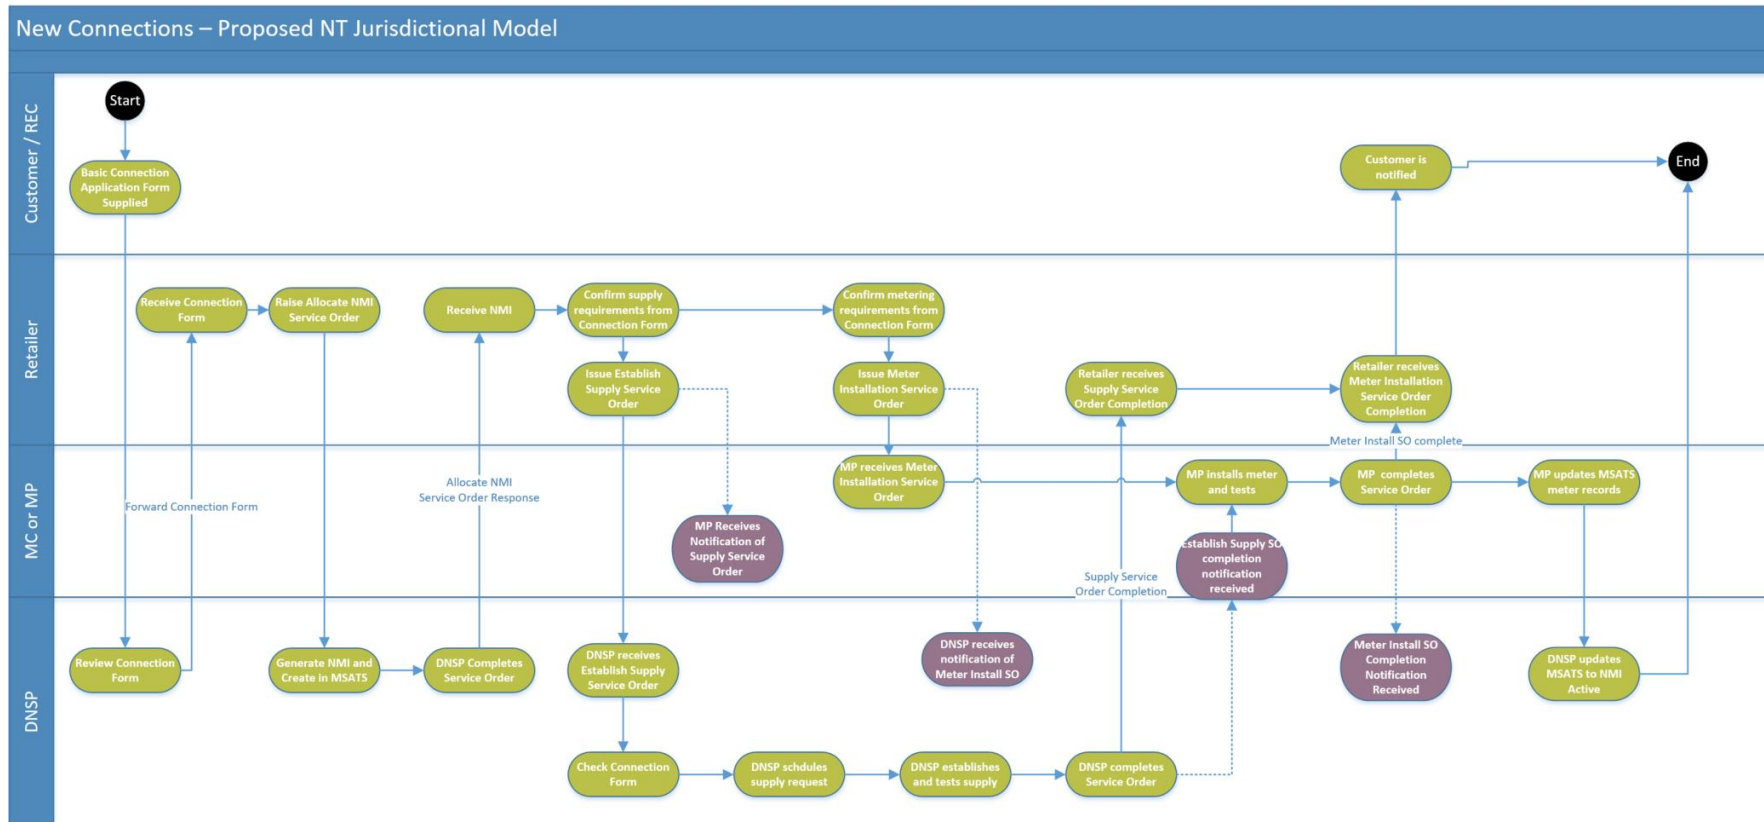 New Connections – Proposed NT Jurisdictional Model
Customer / REC
Start
Basic Connection
Application Form
Supplied
Customer is
notified
End
Retailer
Receive Connection
Form
Raise Allocate NMI
Service Order
Receive NMI
Confirm supply
requirements from
Connection Form
Confirm metering
requirements from
Connection Form
Issue Establish
Supply Service
Order
Issue Meter
Installation Service
Order
Retailer receives
Supply Service
Order Completion
Retailer receives
Meter Installation
Service Order
Completion
Meter Install SO complete
MC or MP
Forward Connection Form
Allocate NMI
Service Order Response
MP receives Meter
Installation Service
Order
MP installs meter
and tests
MP completes
Service Order
MP updates MSATS
meter records
MP Receives
Notification of
Supply Service
Order
Establish Supply SO
completion
notification
received
Supply Service
Order Completion
DNSP
Review Connection
Form
Generate NMI and
Create in MSATS
DNSP Completes
Service Order
DNSP receives
Establish Supply
Service Order
DNSP receives
notification of
Meter Install SO
Meter Install SO
Completion
Notification
Received
DNSP updates
MSATS to NMI
Active
Check Connection
Form
DNSP schdules
supply request
DNSP establishes
and tests supply
DNSP completes
Service Order